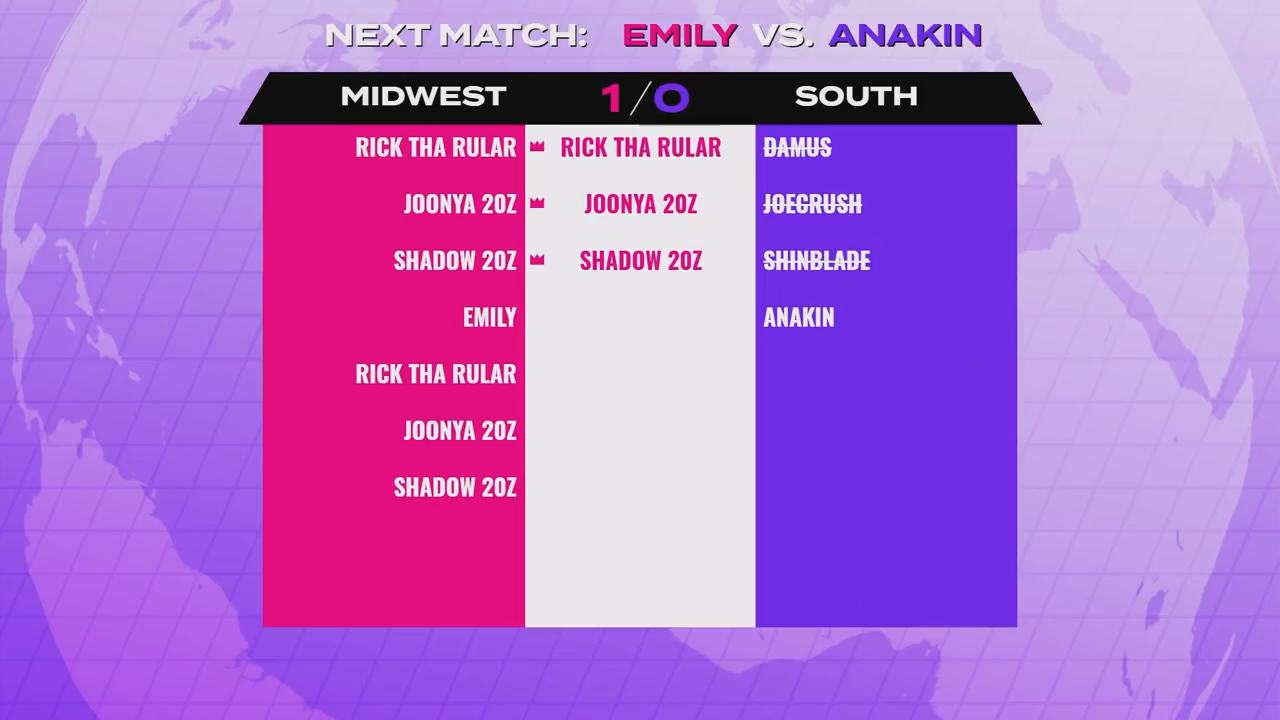 NEXT MATCH: EMILY VS. ANAKIN
MIDWEST 1/0 SOUTH
RICK THA RULAR RICK THA RULAR DAMUS
JOONYA 2OZ JOONYA 2OZ JOECRUSH
SHADOW 2OZ SHADOW 2OZ SHINBLADE
EMILY ANAKIN
RICK THA RULAR
JOONYA 2OZ
SHADOW 2OZ